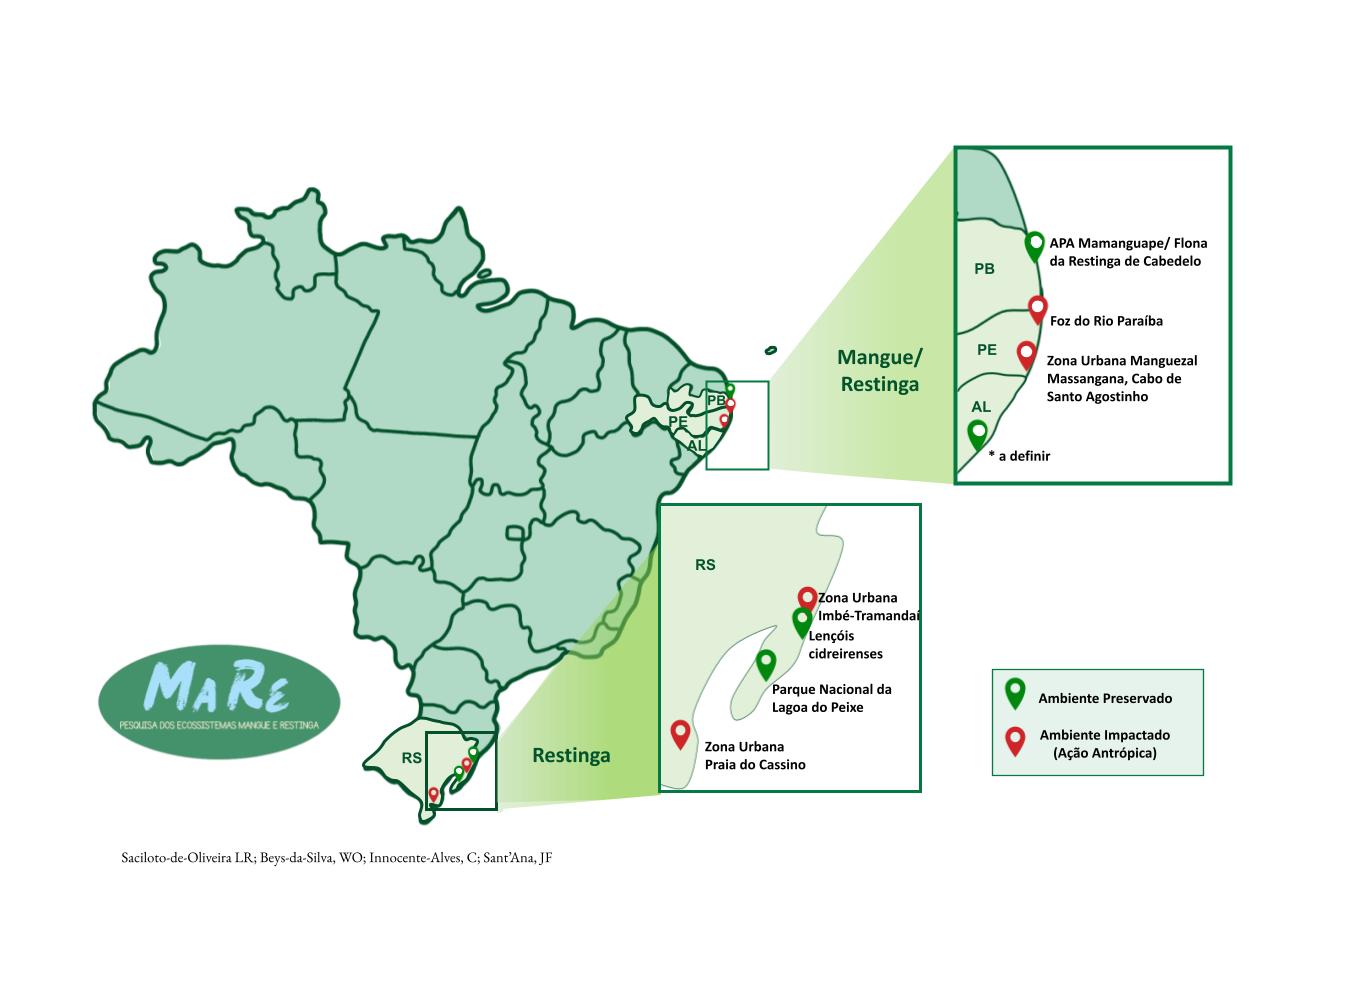 APA Mamanguape/ Flona
da Restinga de Cabedelo
PB
Foz do Rio Paraíba
PE
Zona Urbana Manguezal
Massangana, Cabo de
Santo Agostinho
AL
* a definir
Mangue/
Restinga
PB
PE
AL
RS
Zona Urbana
Imbé-Tramandaí
Lençóis
cidreirenses
Parque Nacional da
Lagoa do Peixe
Zona Urbana
Praia do Cassino
Restinga
RS
MaRe
PESQUISA DOS ECOSSISTEMAS MANGUE E RESTINGA
Ambiente Preservado
Ambiente Impactado
(Ação Antrópica)
Saciloto-de-Oliveira LR; Beys-da-Silva, WO; Innocente-Alves, C; Sant'Ana, JF